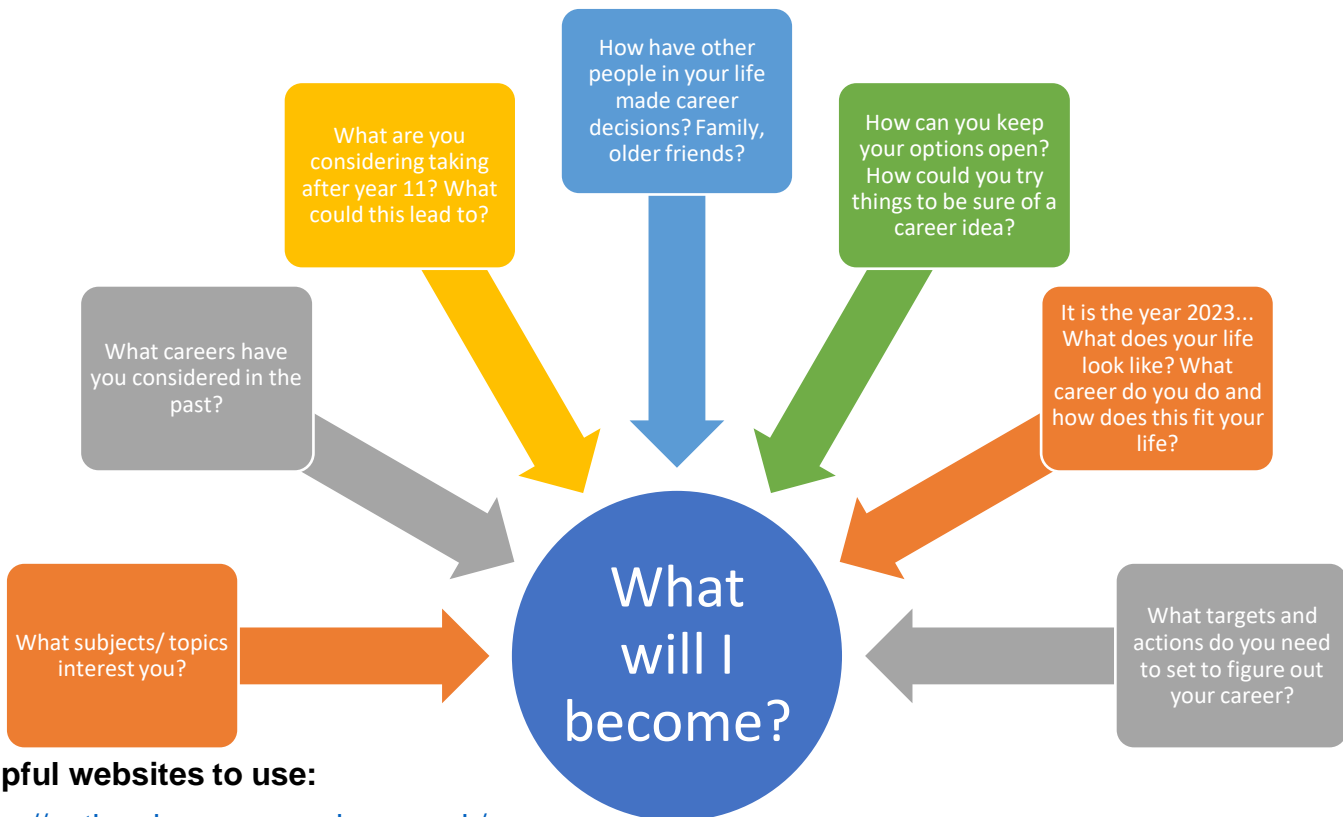 How have other
people in your life
made career
decisions? Family,
older friends?
What are you
considering taking
after year 11? What
could this lead to?
How can you keep
your options open?
How could you try
things to be sure of a
career idea?
What careers have
you considered in the
past?
It is the year 2023...
What does your life
look like? What
career do you do and
how does this fit your
life?
What subjects/ topics
interest you?
What
will I
become?
What targets and
actions do you need
to set to figure out
your career?
pful websites to use: